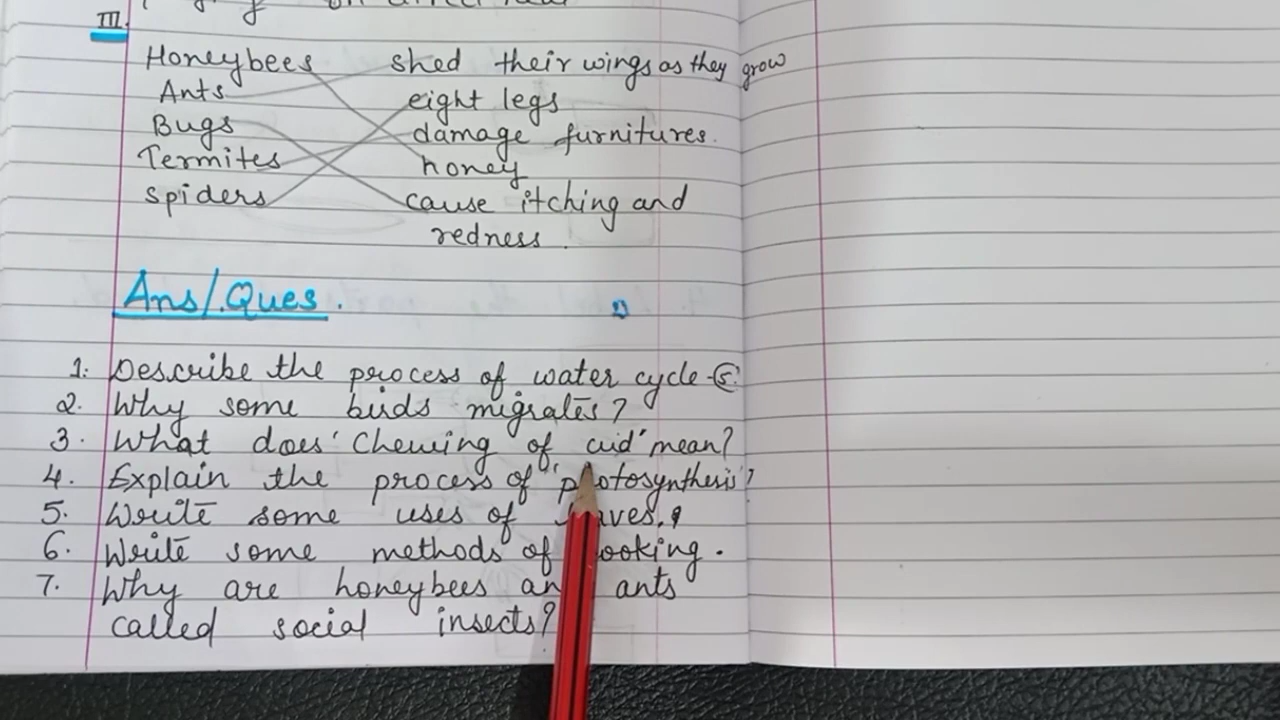 III.
Honeybees shed their wings as they grow
Ants eight legs
Bugs damage furnitures.
Termites honey
Spiders cause itching and
redness.
Ans/Ques.
1. Describe the process of water cycle
2. Why some birds migrates?
3. What does 'Chewing of cud' mean?
4. Explain the process of 'photosynthesis'?
5. Write some uses of
6. Write some methods of
7. Why are honeybees ants
called social insects?